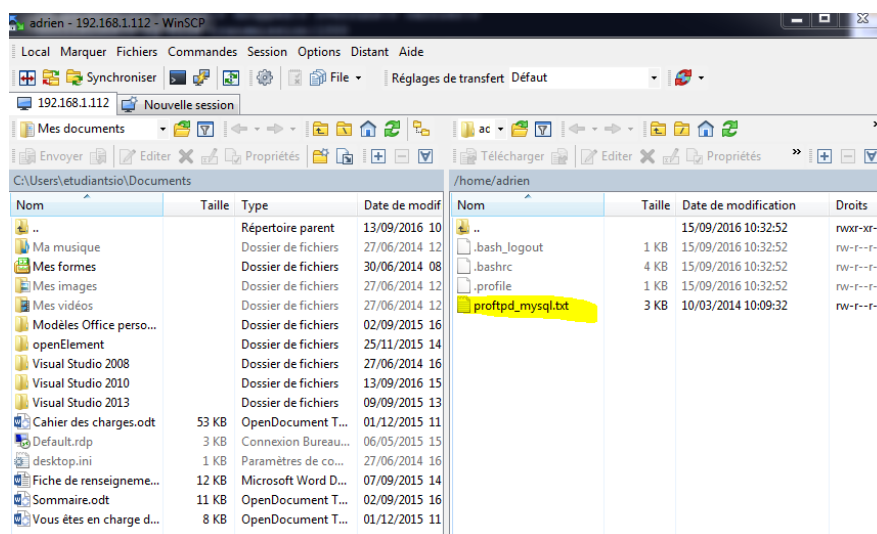 adrien - 192.168.1.112 - WinSCP
Local Marquer Fichiers Commandes Session Options Distant Aide
Synchroniser File Réglages de transfert Défaut
192.168.1.112 Nouvelle session
Mes documents ac
Envoyer Editer Propriétés Télécharger Editer Propriétés »
C:\Users\etudiantsio\Documents /home/adrien
Nom Taille Type Date de modif Nom Taille Date de modification Droits
.. Répertoire parent 13/09/2016 10 .. 15/09/2016 10:32:52 rwxr-xr-
Ma musique Dossier de fichiers 27/06/2014 12 .bash_logout 1 KB 15/09/2016 10:32:52 rw-r--r-
Mes formes Dossier de fichiers 30/06/2014 08 .bashrc 4 KB 15/09/2016 10:32:52 rw-r--r-
Mes images Dossier de fichiers 27/06/2014 12 .profile 1 KB 15/09/2016 10:32:52 rw-r--r-
Mes vidéos Dossier de fichiers 27/06/2014 12 proftpd_mysql.txt 3 KB 10/03/2014 10:09:32 rw-r--r-
Modèles Office perso... Dossier de fichiers 02/09/2015 16
openElement Dossier de fichiers 25/11/2015 14
Visual Studio 2008 Dossier de fichiers 27/06/2014 16
Visual Studio 2010 Dossier de fichiers 13/09/2016 15
Visual Studio 2013 Dossier de fichiers 09/09/2015 13
Cahier des charges.odt 53 KB OpenDocument T... 01/12/2015 11
Default.rdp 3 KB Connexion Bureau... 06/05/2015 15
desktop.ini 1 KB Paramètres de co... 27/06/2014 16
Fiche de renseigneme... 12 KB Microsoft Word D... 07/09/2015 14
Sommaire.odt 11 KB OpenDocument T... 02/09/2015 16
Vous êtes en charge d... 8 KB OpenDocument T... 01/12/2015 11